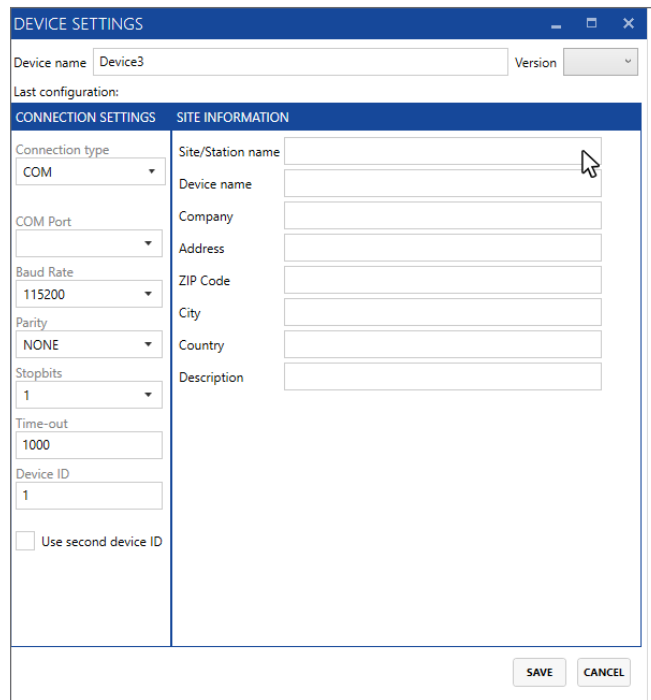 DEVICE SETTINGS
Device name Device3 Version
Last configuration:
CONNECTION SETTINGS
Connection type
COM
COM Port
Baud Rate
115200
Parity
NONE
Stopbits
1
Time-out
1000
Device ID
1
Use second device ID
SITE INFORMATION
Site/Station name
Device name
Company
Address
ZIP Code
City
Country
Description
SAVE CANCEL